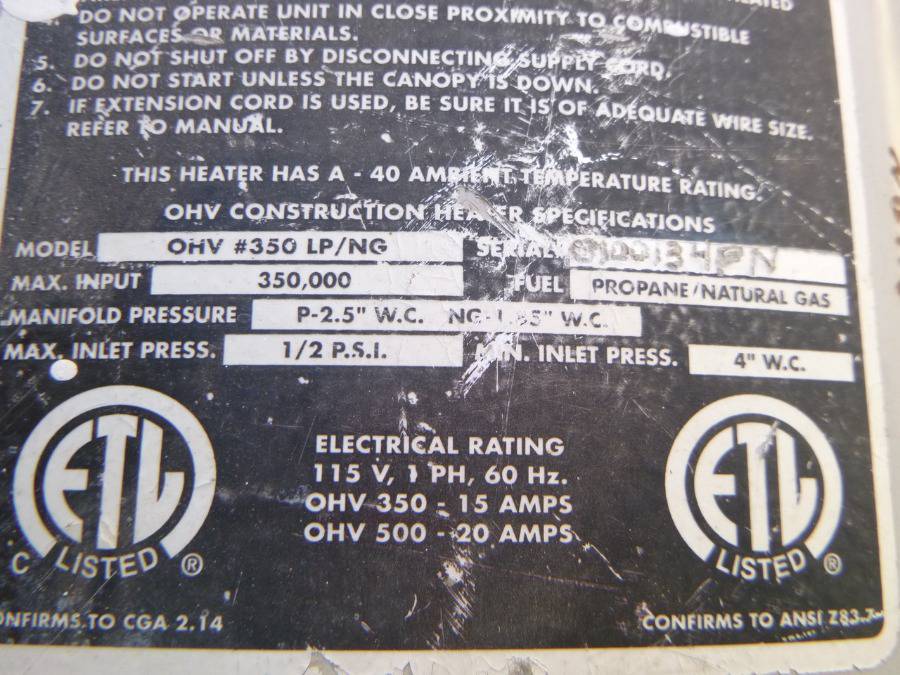 4. DO NOT OPERATE UNIT IN CLOSE PROXIMITY TO COMBUSTIBLE
SURFACES OR MATERIALS.
5. DO NOT SHUT OFF BY DISCONNECTING SUPPLY CORD.
6. DO NOT START UNLESS THE CANOPY IS DOWN.
7. IF EXTENSION CORD IS USED, BE SURE IT IS OF ADEQUATE WIRE SIZE.
REFER TO MANUAL.
THIS HEATER HAS A - 40 AMBIENT TEMPERATURE RATING.
OHV CONSTRUCTION HEATER SPECIFICATIONS
MODEL OHV #350 LP/NG SERIAL
MAX. INPUT 350,000 FUEL PROPANE/NATURAL GAS
MANIFOLD PRESSURE P-2.5" W.C. NG- W.C.
MAX. INLET PRESS. 1/2 P.S.I. MIN. INLET PRESS. 4" W.C.
ELECTRICAL RATING
115 V, 1 PH, 60 Hz.
OHV 350 - 15 AMPS
OHV 500 - 20 AMPS
ETL ETL
C LISTED ® LISTED ®
CONFIRMS TO CGA 2.14 CONFIRMS TO ANSI Z83.7